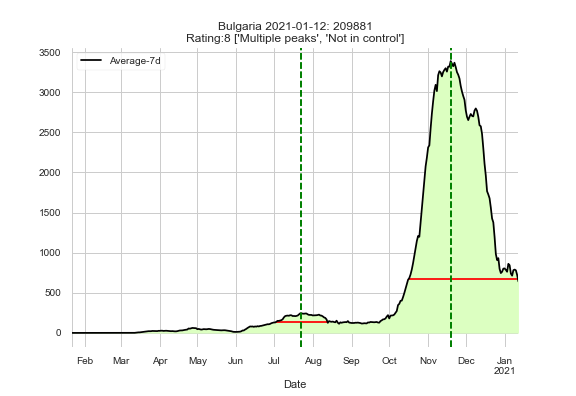 Bulgaria 2021-01-12: 209881
Rating:8 ['Multiple peaks', 'Not in control']
Average-7d
3500
3000
2500
2000
1500
1000
500
0
Feb Mar Apr May Jun Jul Aug Sep Oct Nov Dec Jan
2021
Date